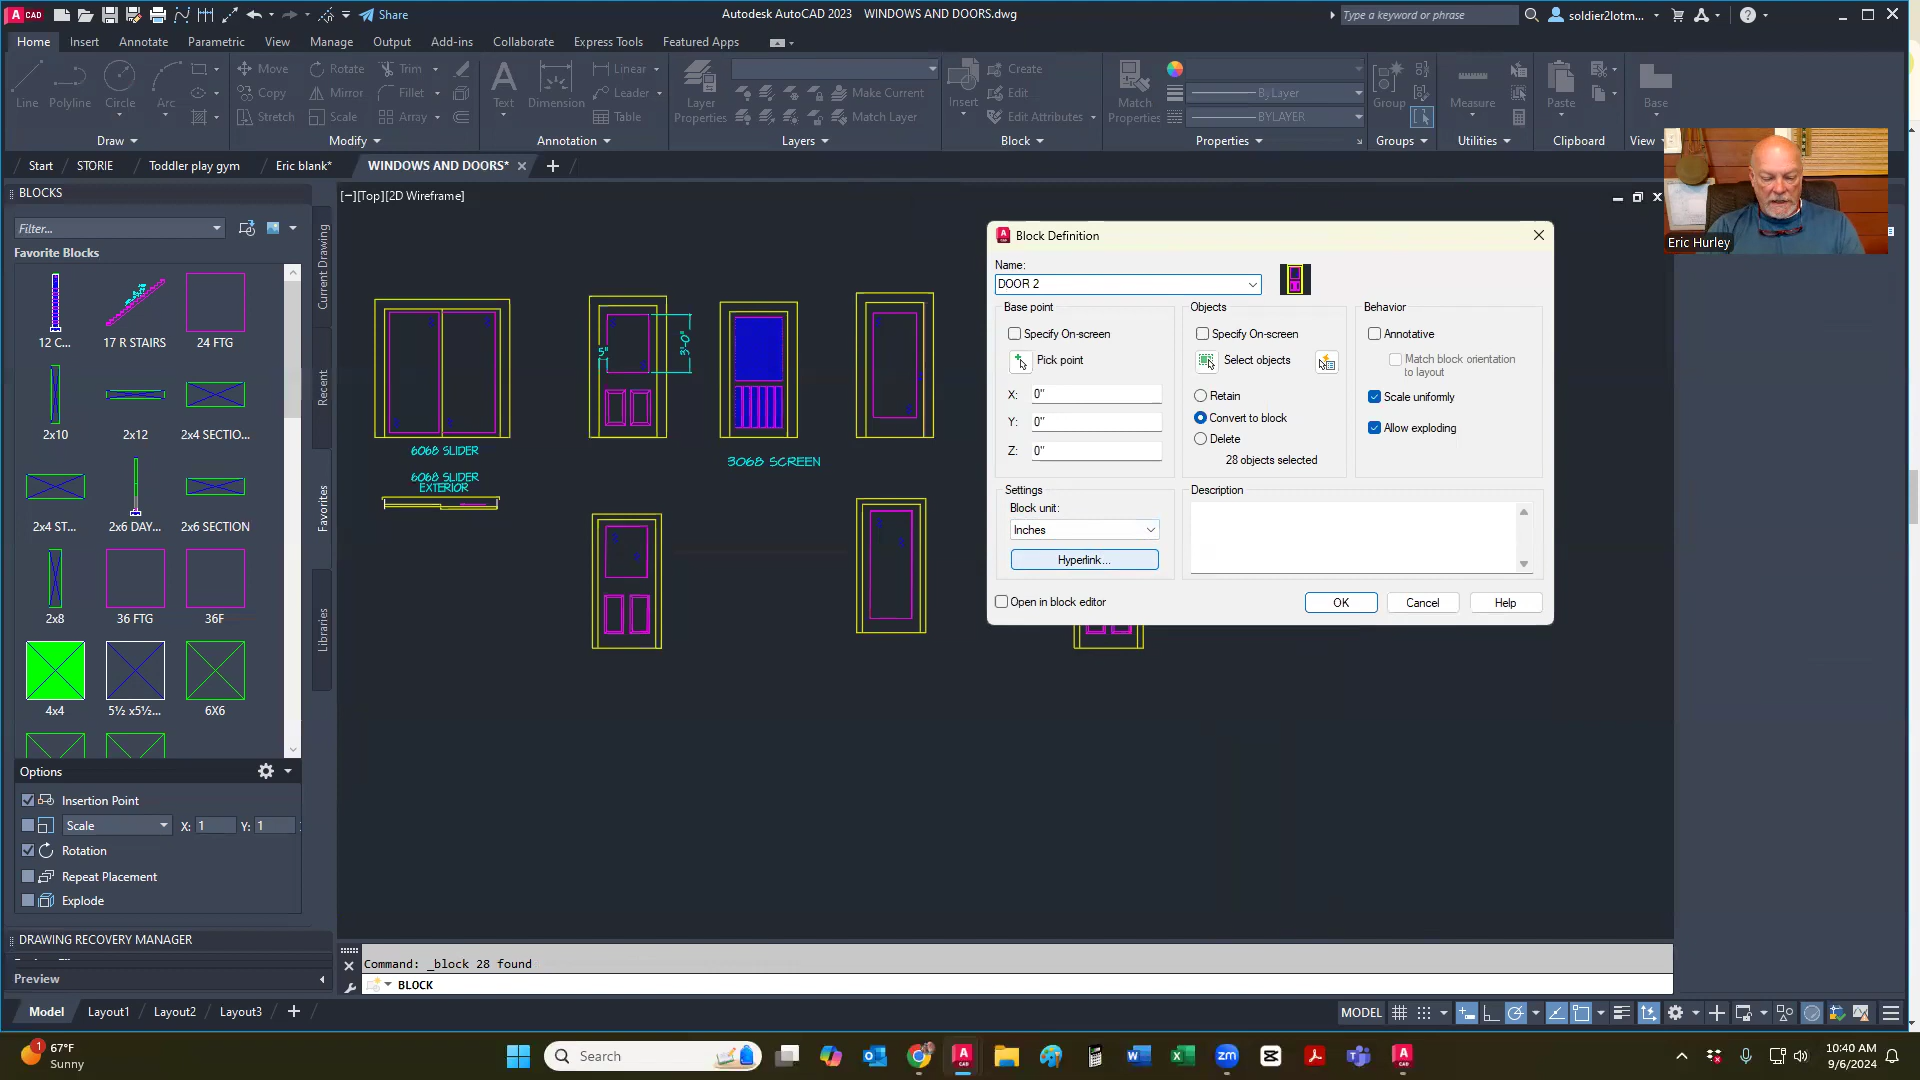 CAD
Share
Autodesk AutoCAD 2023 WINDOWS AND DOORS.dwg
Type a keyword or phrase
soldier2lotm...
Home Insert Annotate Parametric View Manage Output Add-ins Collaborate Express Tools Featured Apps
Line Polyline Circle Arc
Move Rotate Trim
Copy Mirror Fillet
Stretch Scale Array
Text Dimension
Linear
Leader
Table
Layer Properties
Make Current
Match Layer
Insert
Create
Edit
Edit Attributes
Match Properties
ByLayer
BYLAYER
Group
Measure
Paste
Base
Draw Modify Annotation Layers Block Properties Groups Utilities Clipboard View
Start STORIE Toddler play gym Eric blank* WINDOWS AND DOORS*
BLOCKS
[−][Top][2D Wireframe]
Filter...
Favorite Blocks
12 C... 17 R STAIRS 24 FTG
2x10 2x12 2x4 SECTIO...
2x4 ST... 2x6 DAY... 2x6 SECTION
2x8 36 FTG 36F
4x4 5½ x5½... 6X6
Current Drawing
Recent
Favorites
Libraries
Options
Insertion Point
Scale X: 1 Y: 1
Rotation
Repeat Placement
Explode
DRAWING RECOVERY MANAGER
Preview
5"
3'-0"
6068 SLIDER
6068 SLIDER
EXTERIOR
3068 SCREEN
Block Definition
Name:
DOOR 2
Base point
Specify On-screen
Pick point
X: 0"
Y: 0"
Z: 0"
Objects
Specify On-screen
Select objects
Retain
Convert to block
Delete
28 objects selected
Behavior
Annotative
Match block orientation
to layout
Scale uniformly
Allow exploding
Settings
Block unit:
Inches
Hyperlink...
Description
Open in block editor
OK Cancel Help
Eric Hurley
Command: _block 28 found
BLOCK
Model Layout1 Layout2 Layout3
MODEL
1
67°F
Sunny
Search
10:40 AM
9/6/2024